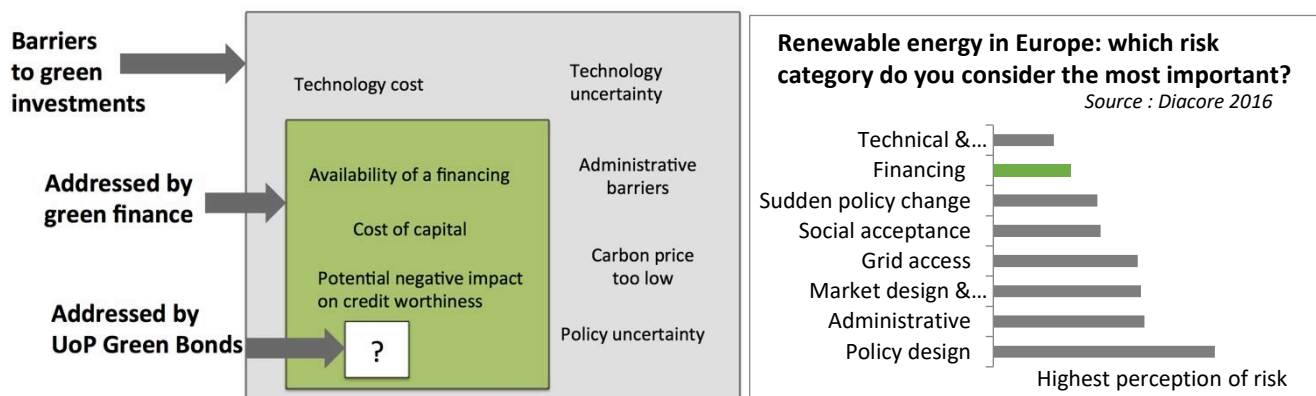 Barriers
to green
investments
Technology cost
Technology
uncertainty
Addressed by
green finance
Availability of a financing
Administrative
barriers
Cost of capital
Carbon price
too low
Potential negative impact
on credit worthiness
Addressed by
UoP Green Bonds
?
Policy uncertainty
Renewable energy in Europe: which risk
category do you consider the most important?
Source : Diacore 2016
Technical &...
Financing
Sudden policy change
Social acceptance
Grid access
Market design &...
Administrative
Policy design
Highest perception of risk